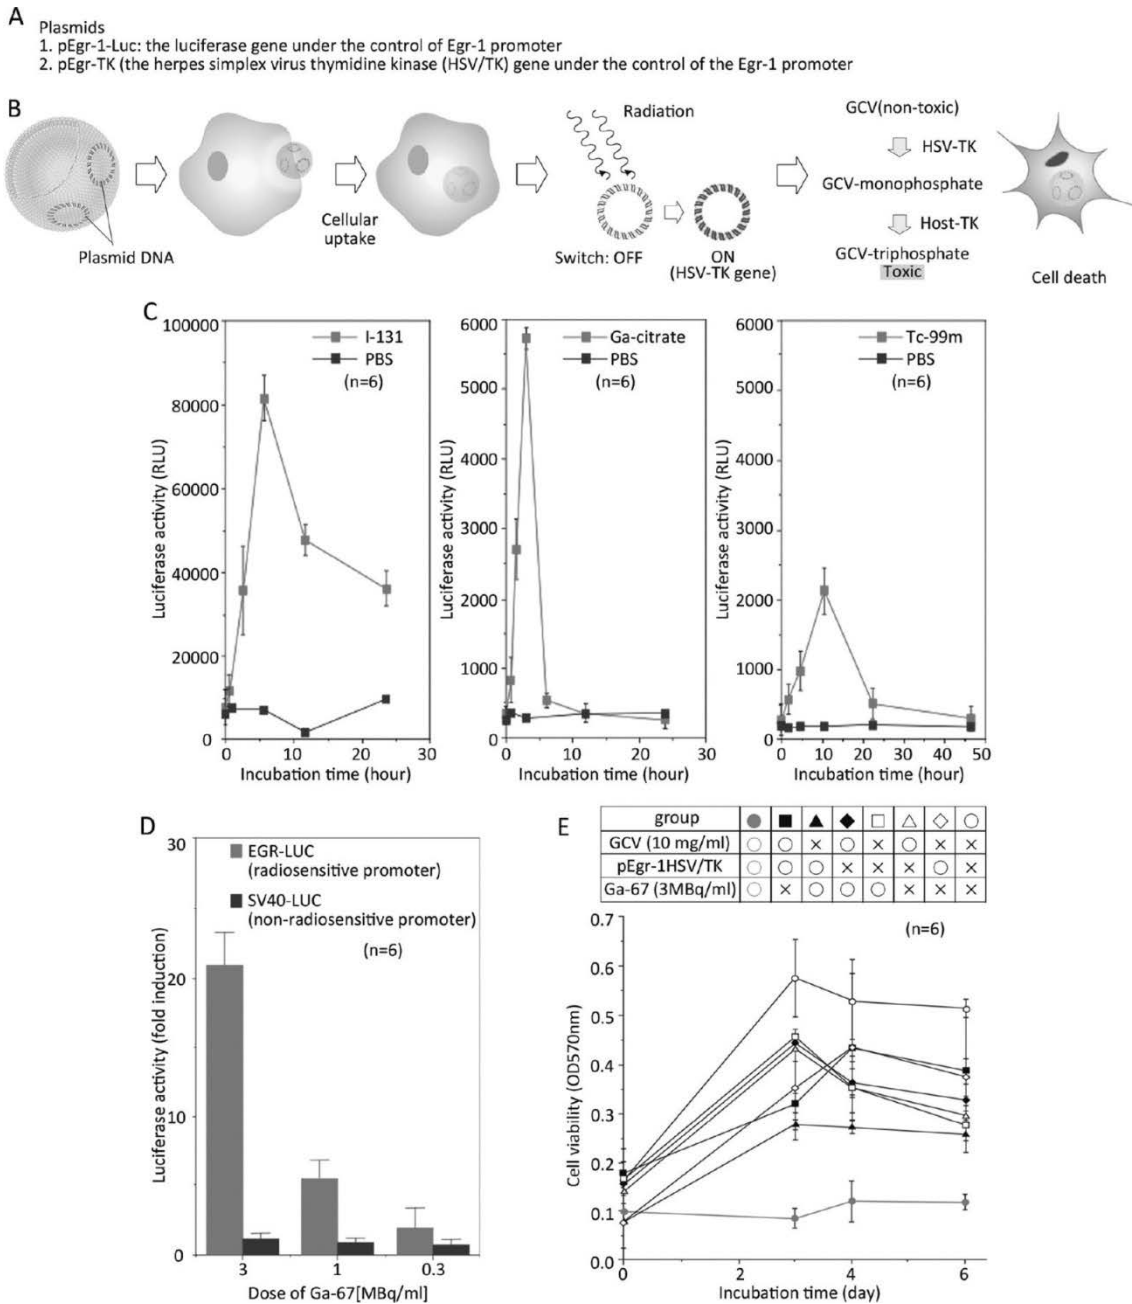 A
Plasmids
1. pEgr-1-Luc: the luciferase gene under the control of Egr-1 promoter
2. pEgr-TK (the herpes simplex virus thymidine kinase (HSV/TK) gene under the control of the Egr-1 promoter
B
Plasmid DNA
Cellular
uptake
Radiation
Switch: OFF
ON
(HSV-TK gene)
GCV(non-toxic)
HSV-TK
GCV-monophosphate
Host-TK
GCV-triphosphate
Toxic
Cell death
C
Luciferase activity (RLU)
100000
80000
60000
40000
20000
0
I-131
PBS
(n=6)
0 10 20 30
Incubation time (hour)
Luciferase activity (RLU)
6000
5000
4000
3000
2000
1000
0
Ga-citrate
PBS
(n=6)
0 10 20 30
Incubation time (hour)
Luciferase activity (RLU)
6000
5000
4000
3000
2000
1000
0
Tc-99m
PBS
(n=6)
0 10 20 30 40 50
Incubation time (hour)
D
Luciferase activity (fold induction)
30
20
10
0
EGR-LUC
(radiosensitive promoter)
SV40-LUC
(non-radiosensitive promoter)
(n=6)
3 1 0.3
Dose of Ga-67[MBq/ml]
E
group ● ■ ▲ ◆ □ △ ◇ ○
GCV (10 mg/ml) ○ ○ × ○ × ○ × ×
pEgr-1HSV/TK ○ ○ ○ × × × ○ ×
Ga-67 (3MBq/ml) ○ × ○ ○ ○ × × ×
(n=6)
Cell viability (OD570nm)
0.7
0.6
0.5
0.4
0.3
0.2
0.1
0.0
0 2 4 6
Incubation time (day)